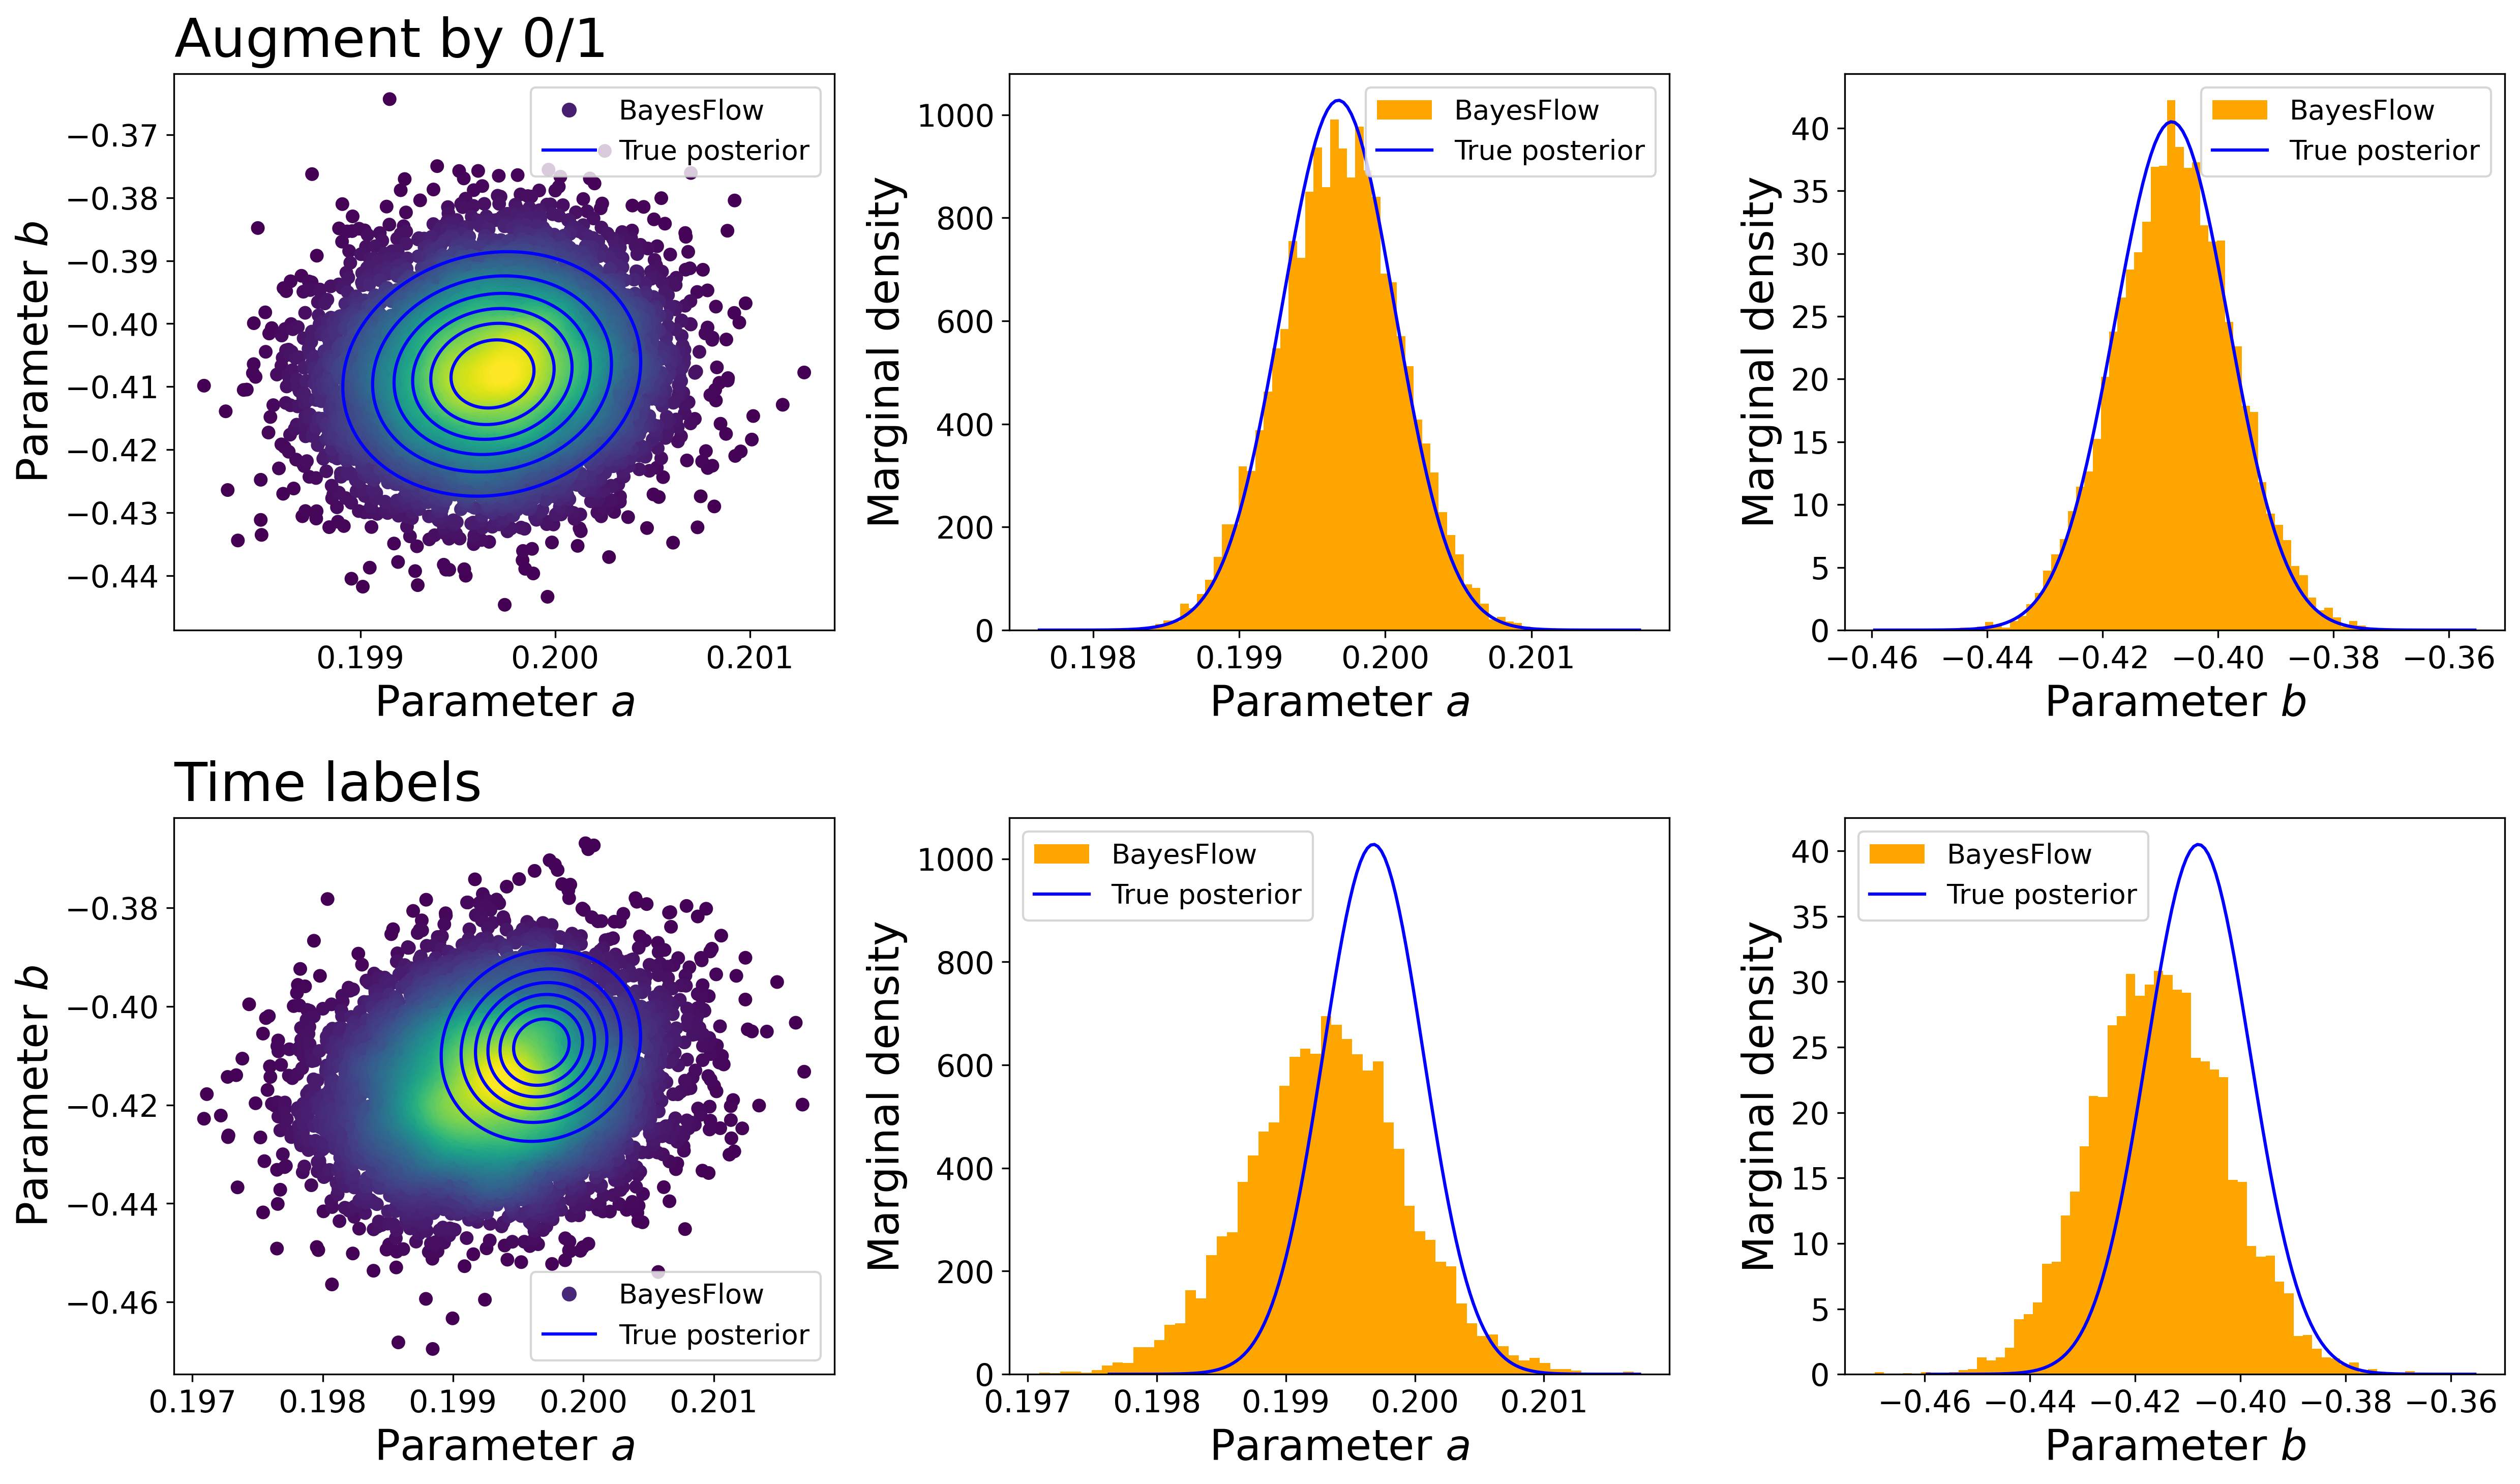 Augment by 0/1
BayesFlow
True posterior
−0.37
−0.38
−0.39
−0.40
−0.41
−0.42
−0.43
−0.44
Parameter b
0.199
0.200
0.201
Parameter a
BayesFlow
True posterior
1000
800
600
400
200
0
Marginal density
0.198
0.199
0.200
0.201
Parameter a
BayesFlow
True posterior
40
35
30
25
20
15
10
5
0
Marginal density
−0.46
−0.44
−0.42
−0.40
−0.38
−0.36
Parameter b
Time labels
BayesFlow
True posterior
−0.38
−0.40
−0.42
−0.44
−0.46
Parameter b
0.197
0.198
0.199
0.200
0.201
Parameter a
BayesFlow
True posterior
1000
800
600
400
200
0
Marginal density
0.197
0.198
0.199
0.200
0.201
Parameter a
BayesFlow
True posterior
40
35
30
25
20
15
10
5
0
Marginal density
−0.46
−0.44
−0.42
−0.40
−0.38
−0.36
Parameter b